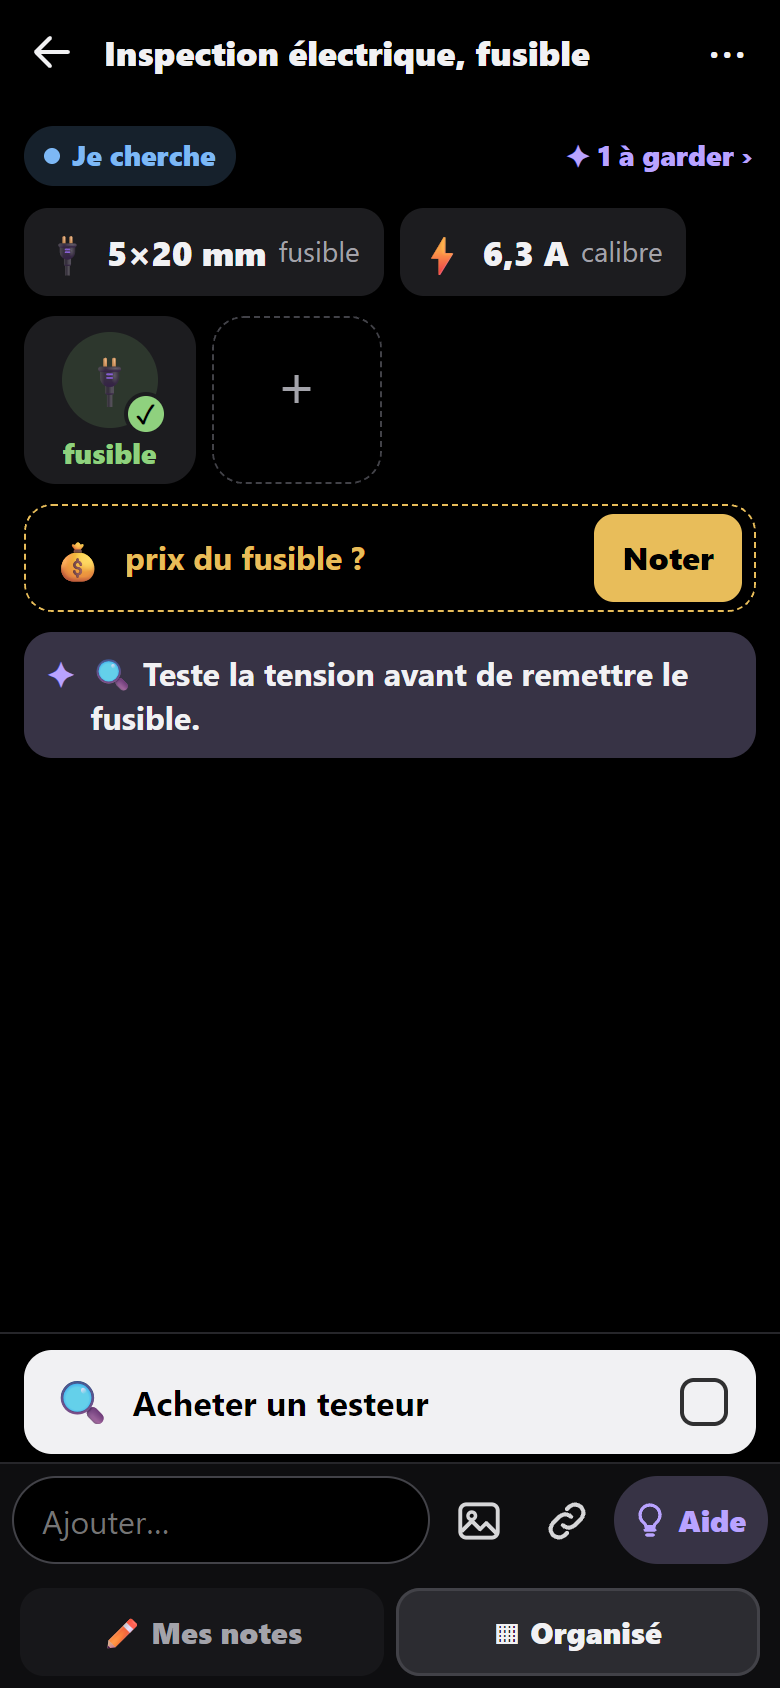 Inspection électrique, fusible
Je cherche
1 à garder ›
5×20 mm fusible
6,3 A calibre
fusible
prix du fusible ?
Noter
Teste la tension avant de remettre le
fusible.
Acheter un testeur
Ajouter...
Aide
Mes notes
Organisé